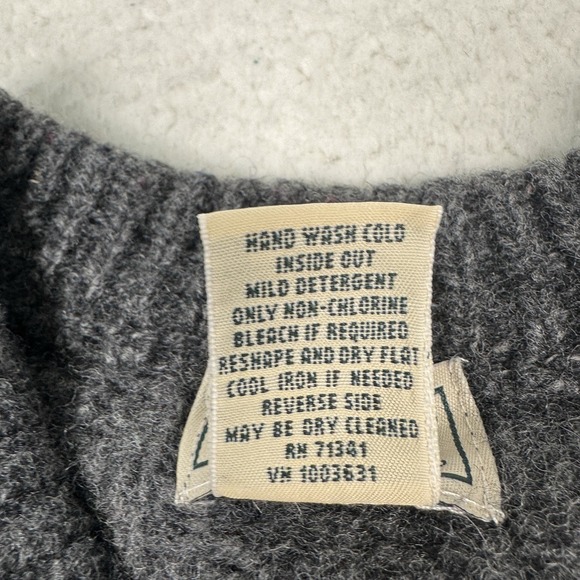 HAND WASH COLD
INSIDE OUT
MILD DETERGENT
ONLY NON-CHLORINE
BLEACH IF REQUIRED
RESHAPE AND DRY FLAT
COOL IRON IF NEEDED
REVERSE SIDE
MAY BE DRY CLEANED
RN 71341
VN 1003631